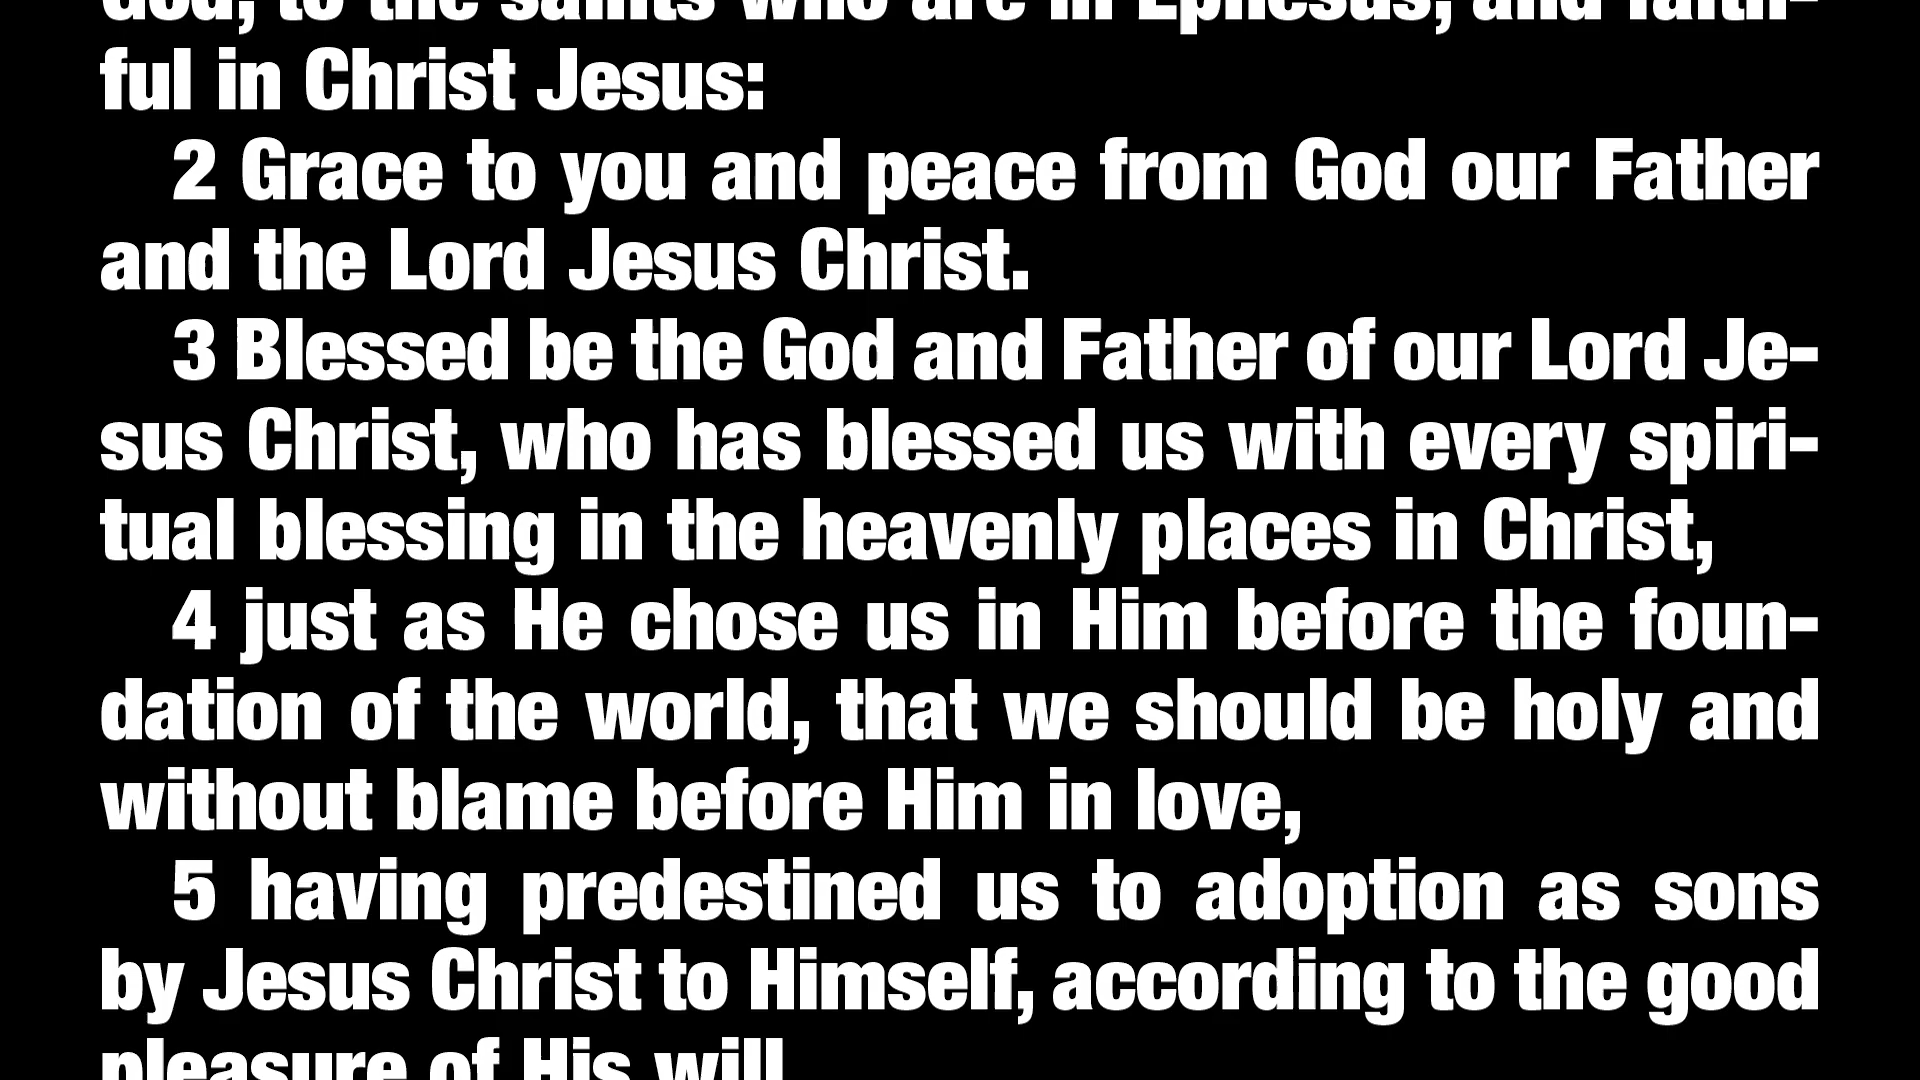 God, to the saints who are in Ephesus, and faith-
ful in Christ Jesus:
2 Grace to you and peace from God our Father
and the Lord Jesus Christ.
3 Blessed be the God and Father of our Lord Je-
sus Christ, who has blessed us with every spiri-
tual blessing in the heavenly places in Christ,
4 just as He chose us in Him before the foun-
dation of the world, that we should be holy and
without blame before Him in love,
5 having predestined us to adoption as sons
by Jesus Christ to Himself, according to the good
pleasure of His will